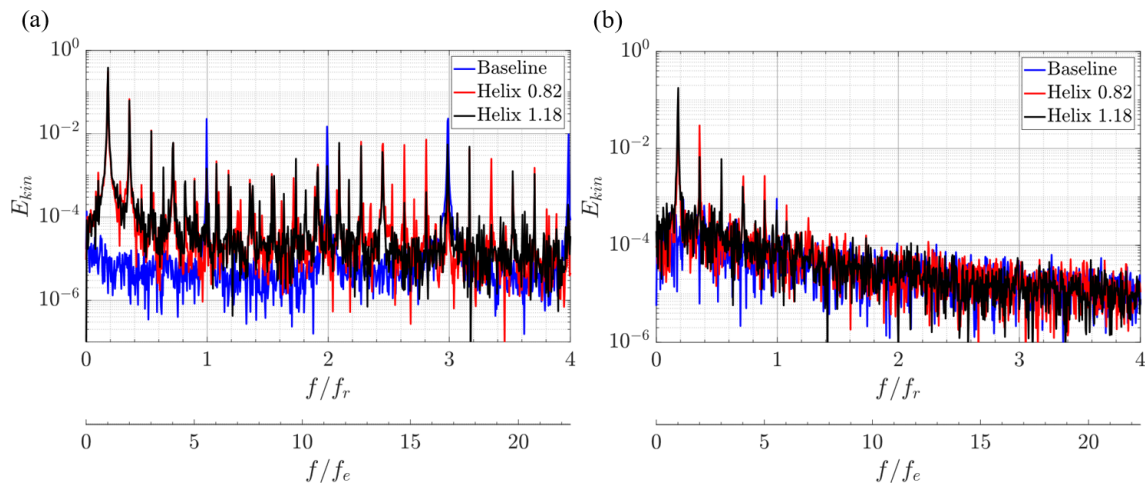 (a)
10^0
10^-2
10^-4
10^-6
E_kin
Baseline
Helix 0.82
Helix 1.18
0 1 2 3 4
f/f_r
0 5 10 15 20
f/f_e
(b)
10^0
10^-2
10^-4
10^-6
E_kin
Baseline
Helix 0.82
Helix 1.18
0 1 2 3 4
f/f_r
0 5 10 15 20
f/f_e